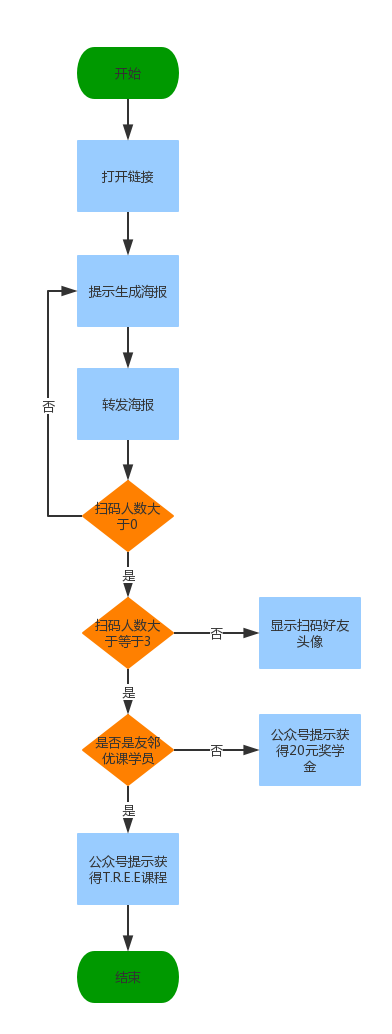 开始
打开链接
提示生成海报
否
转发海报
扫码人数大
于0
是
扫码人数大
于等于3
否
显示扫码好友
头像
是
是否是友邻
优课学员
否
公众号提示获
得20元奖学
金
是
公众号提示获
得T.R.E.E课程
结束